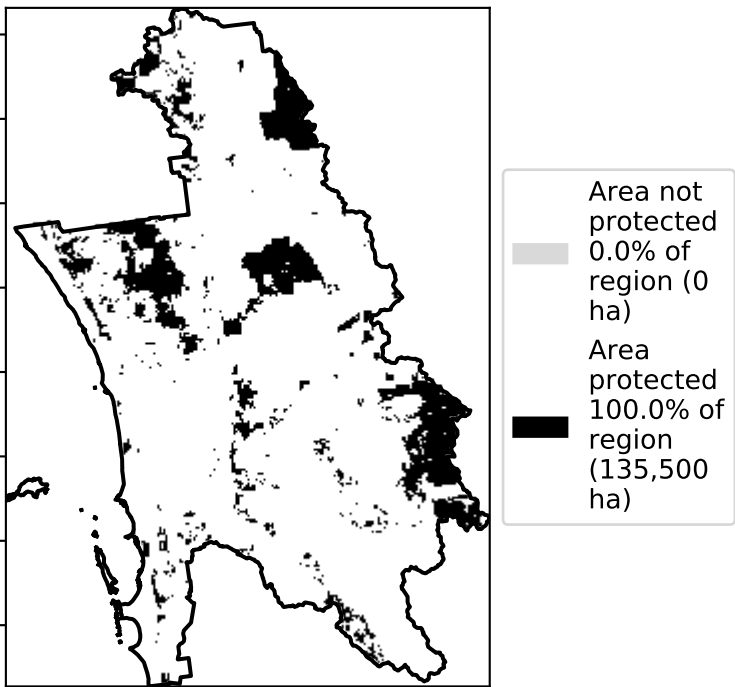 Area not
protected
0.0% of
region (0
ha)
Area
protected
100.0% of
region
(135,500
ha)